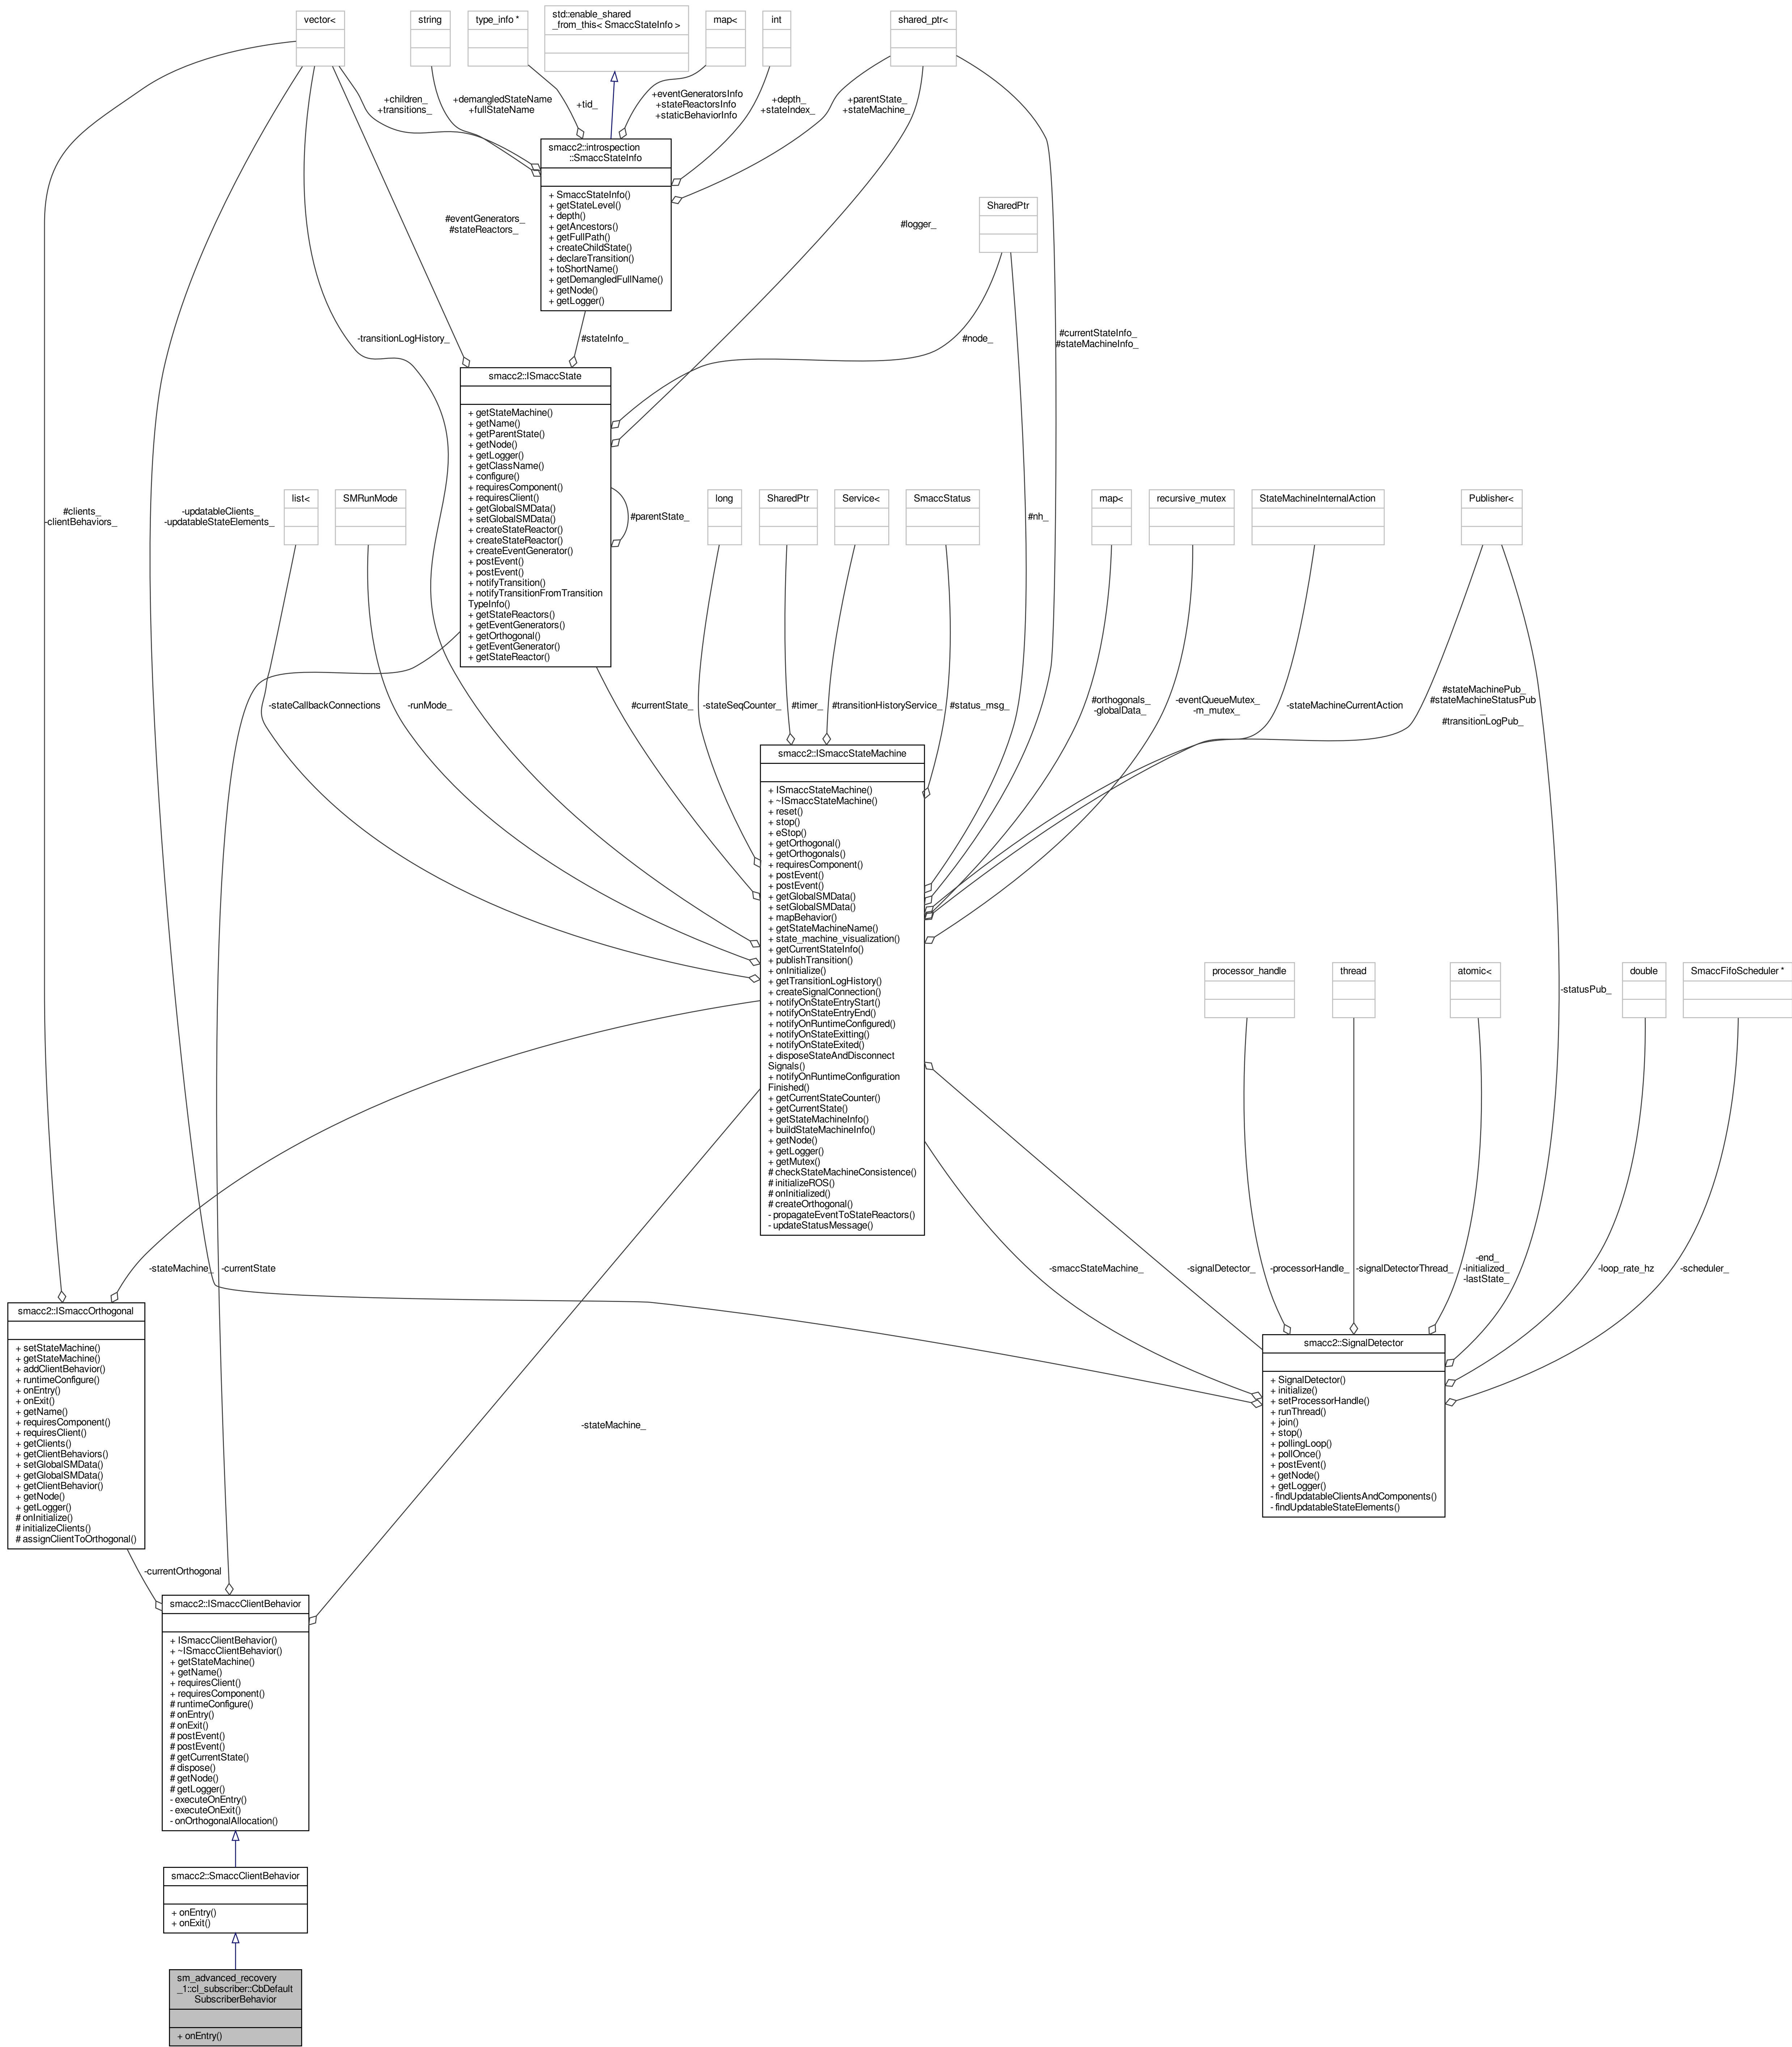 vector<
string
type_info *
std::enable_shared
_from_this< SmaccStateInfo >
map<
int
shared_ptr<
+children_
+transitions_
+demangledStateName
+fullStateName
+tid_
+eventGeneratorsInfo
+stateReactorsInfo
+staticBehaviorInfo
+depth_
+stateIndex_
+parentState_
+stateMachine_
smacc2::introspection
::SmaccStateInfo
+ SmaccStateInfo()
+ getStateLevel()
+ depth()
+ getAncestors()
+ getFullPath()
+ createChildState()
+ declareTransition()
+ toShortName()
+ getDemangledFullName()
+ getNode()
+ getLogger()
SharedPtr
#eventGenerators_
#stateReactors_
#logger_
-transitionLogHistory_
#stateInfo_
#node_
#currentStateInfo_
#stateMachineInfo_
smacc2::ISmaccState
+ getStateMachine()
+ getName()
+ getParentState()
+ getNode()
+ getLogger()
+ getClassName()
+ configure()
+ requiresComponent()
+ requiresClient()
+ getGlobalSMData()
+ setGlobalSMData()
+ createStateReactor()
+ createStateReactor()
+ createEventGenerator()
+ postEvent()
+ postEvent()
+ notifyTransition()
+ notifyTransitionFromTransition
TypeInfo()
+ getStateReactors()
+ getEventGenerators()
+ getOrthogonal()
+ getEventGenerator()
+ getStateReactor()
#parentState_
#clients_
-clientBehaviors_
-updatableClients_
-updatableStateElements_
list<
SMRunMode
long
SharedPtr
Service<
SmaccStatus
#nh_
map<
recursive_mutex
StateMachineInternalAction
Publisher<
-stateCallbackConnections
-runMode_
#currentState_
-stateSeqCounter_
#timer_
#transitionHistoryService_
#status_msg_
#orthogonals_
-globalData_
-eventQueueMutex_
-m_mutex_
-stateMachineCurrentAction
#stateMachinePub_
#stateMachineStatusPub
_
#transitionLogPub_
smacc2::ISmaccStateMachine
+ ISmaccStateMachine()
+ ~ISmaccStateMachine()
+ reset()
+ stop()
+ eStop()
+ getOrthogonal()
+ getOrthogonals()
+ requiresComponent()
+ postEvent()
+ postEvent()
+ getGlobalSMData()
+ setGlobalSMData()
+ mapBehavior()
+ getStateMachineName()
+ state_machine_visualization()
+ getCurrentStateInfo()
+ publishTransition()
+ onInitialize()
+ getTransitionLogHistory()
+ createSignalConnection()
+ notifyOnStateEntryStart()
+ notifyOnStateEntryEnd()
+ notifyOnRuntimeConfigured()
+ notifyOnStateExitting()
+ notifyOnStateExited()
+ disposeStateAndDisconnect
Signals()
+ notifyOnRuntimeConfiguration
Finished()
+ getCurrentStateCounter()
+ getCurrentState()
+ getStateMachineInfo()
+ buildStateMachineInfo()
+ getNode()
+ getLogger()
+ getMutex()
# checkStateMachineConsistence()
# initializeROS()
# onInitialized()
# createOrthogonal()
- propagateEventToStateReactors()
- updateStatusMessage()
processor_handle
thread
atomic<
-statusPub_
double
SmaccFifoScheduler *
-stateMachine_
-currentState
-smaccStateMachine_
-signalDetector_
-processorHandle_
-signalDetectorThread_
-end_
-initialized_
-lastState_
-loop_rate_hz
-scheduler_
smacc2::ISmaccOrthogonal
+ setStateMachine()
+ getStateMachine()
+ addClientBehavior()
+ runtimeConfigure()
+ onEntry()
+ onExit()
+ getName()
+ requiresComponent()
+ requiresClient()
+ getClients()
+ getClientBehaviors()
+ setGlobalSMData()
+ getGlobalSMData()
+ getClientBehavior()
+ getNode()
+ getLogger()
# onInitialize()
# initializeClients()
# assignClientToOrthogonal()
smacc2::SignalDetector
+ SignalDetector()
+ initialize()
+ setProcessorHandle()
+ runThread()
+ join()
+ stop()
+ pollingLoop()
+ pollOnce()
+ postEvent()
+ getNode()
+ getLogger()
- findUpdatableClientsAndComponents()
- findUpdatableStateElements()
-stateMachine_
-currentOrthogonal
smacc2::ISmaccClientBehavior
+ ISmaccClientBehavior()
+ ~ISmaccClientBehavior()
+ getStateMachine()
+ getName()
+ requiresClient()
+ requiresComponent()
# runtimeConfigure()
# onEntry()
# onExit()
# postEvent()
# postEvent()
# getCurrentState()
# dispose()
# getNode()
# getLogger()
- executeOnEntry()
- executeOnExit()
- onOrthogonalAllocation()
smacc2::SmaccClientBehavior
+ onEntry()
+ onExit()
sm_advanced_recovery
_1::cl_subscriber::CbDefault
SubscriberBehavior
+ onEntry()